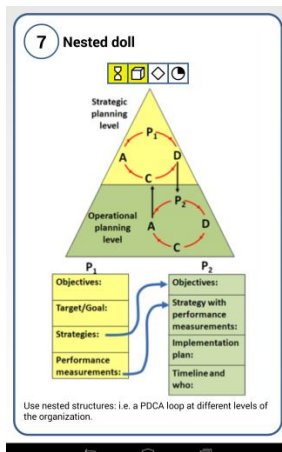 7 Nested doll
Strategic
planning
level
P1
A
D
C
Operational
planning
level
P2
A
D
C
P1
Objectives:
Target/Goal:
Strategies:
Performance
measurements:
P2
Objectives:
Strategy with
performance
measurements:
Implementation
plan:
Timeline and
who:
Use nested structures: i.e. a PDCA loop at different levels of
the organization.